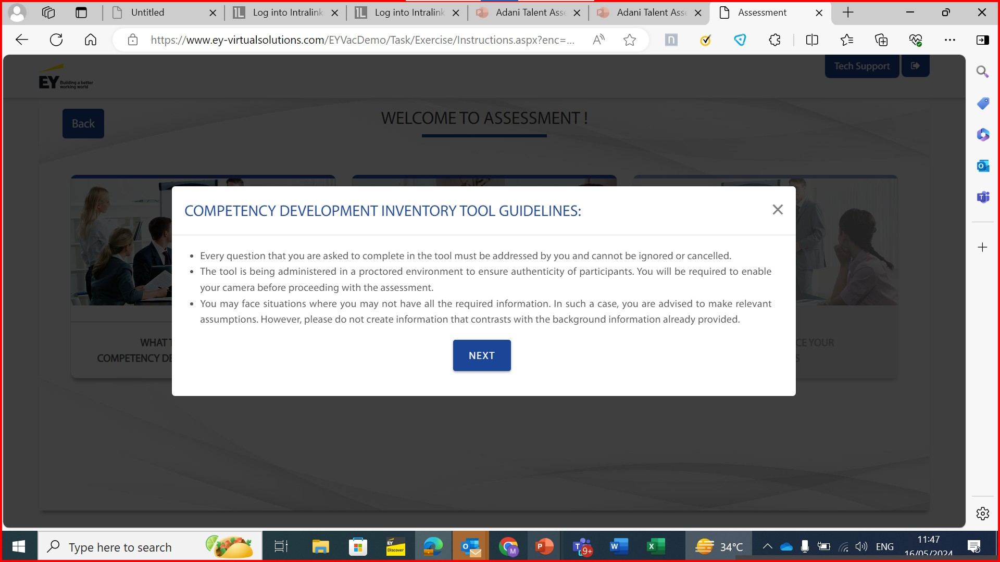 Untitled
Log into Intralink
Log into Intralink
Adani Talent Asse
Adani Talent Asse
Assessment
https://www.ey-virtualsolutions.com/EYVacDemo/Task/Exercise/Instructions.aspx?enc=...
EY Building a better
working world
Tech Support
Back
WELCOME TO ASSESSMENT !
COMPETENCY DEVELOPMENT INVENTORY TOOL GUIDELINES:
• Every question that you are asked to complete in the tool must be addressed by you and cannot be ignored or cancelled.
• The tool is being administered in a proctored environment to ensure authenticity of participants. You will be required to enable
your camera before proceeding with the assessment.
• You may face situations where you may not have all the required information. In such a case, you are advised to make relevant
assumptions. However, please do not create information that contrasts with the background information already provided.
NEXT
WHAT
COMPETENCY DE
CE YOUR
S
Type here to search
EY
Discover
M
9+
34°C
ENG
11:47
16/05/2024